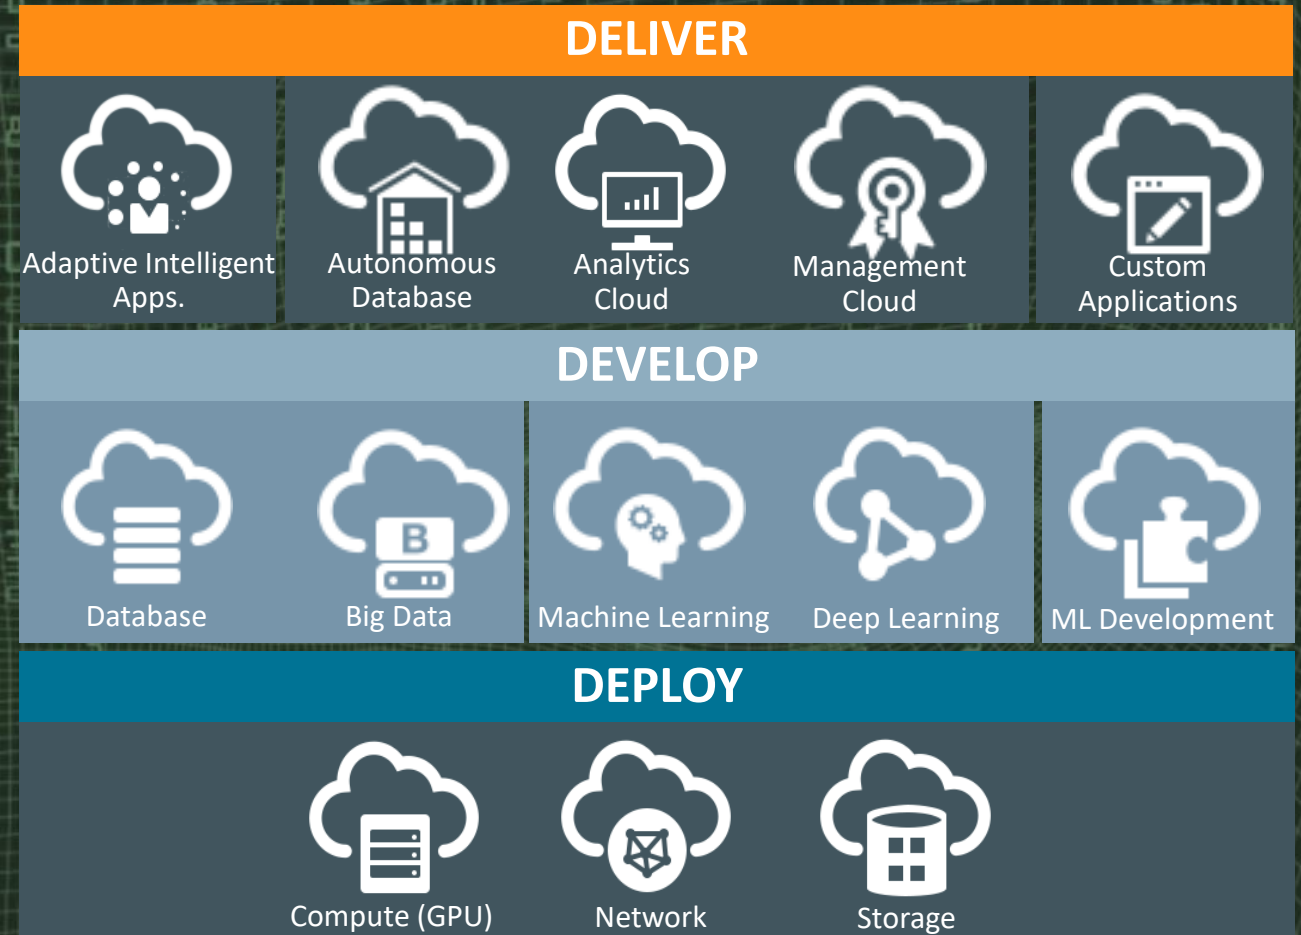 DELIVER
Adaptive Intelligent
Apps.
Autonomous
Database
Analytics
Cloud
Management
Cloud
Custom
Applications
DEVELOP
Database
B
Big Data
Machine Learning
Deep Learning
ML Development
DEPLOY
Compute (GPU)
Network
Storage